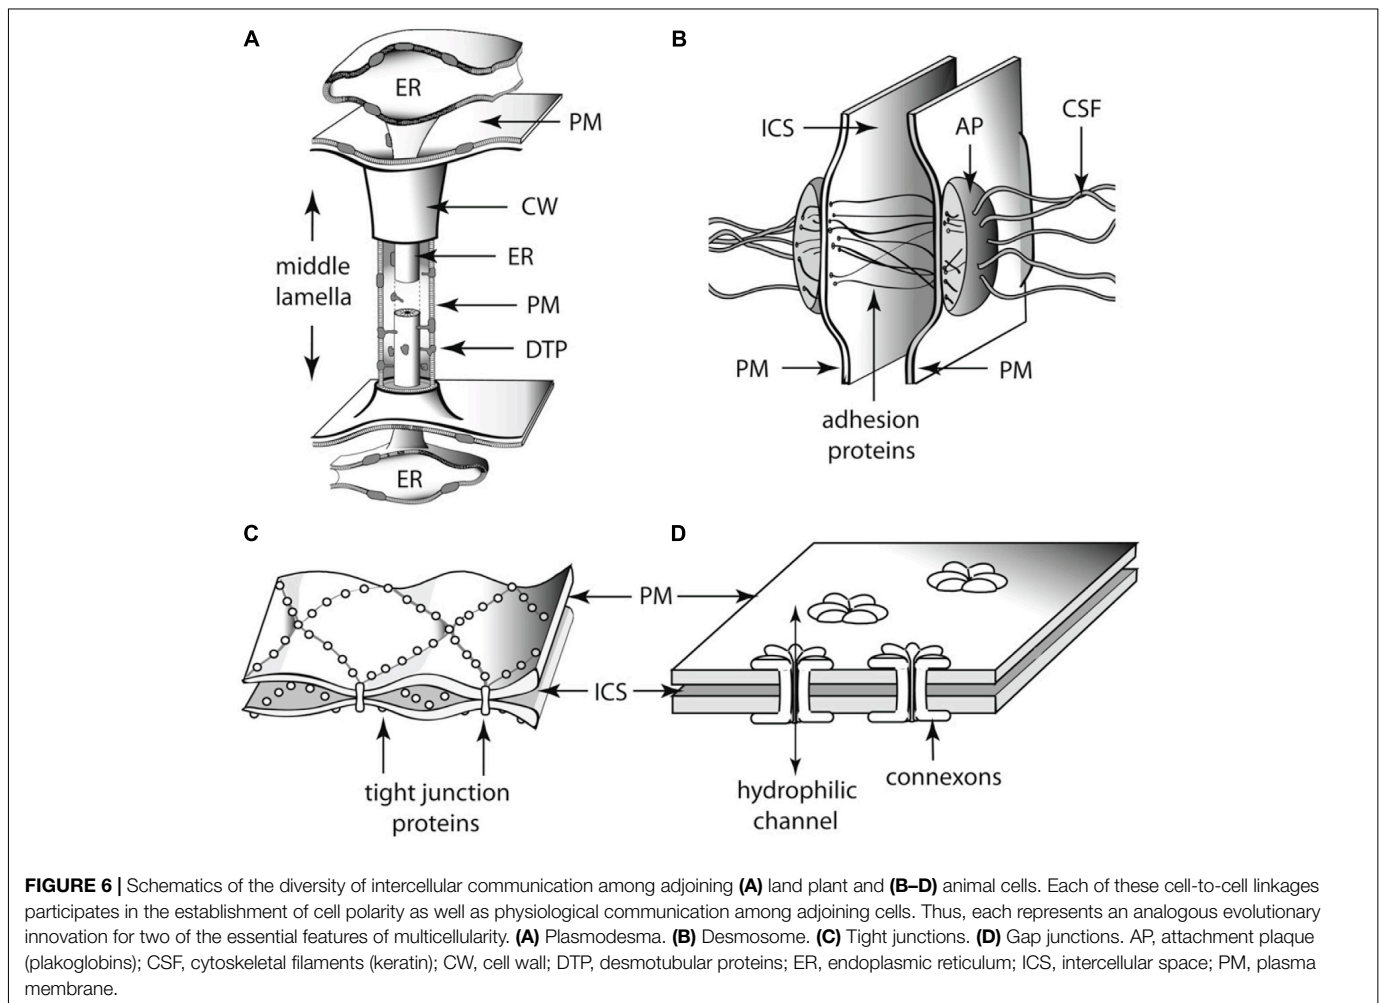 A
ER
PM
CW
ER
middle
lamella
PM
DTP
ER
B
ICS
AP
CSF
PM
PM
adhesion
proteins
C
D
PM
ICS
tight junction
proteins
hydrophilic
channel
connexons
FIGURE 6 | Schematics of the diversity of intercellular communication among adjoining (A) land plant and (B–D) animal cells. Each of these cell-to-cell linkages
participates in the establishment of cell polarity as well as physiological communication among adjoining cells. Thus, each represents an analogous evolutionary
innovation for two of the essential features of multicellularity. (A) Plasmodesma. (B) Desmosome. (C) Tight junctions. (D) Gap junctions. AP, attachment plaque
(plakoglobins); CSF, cytoskeletal filaments (keratin); CW, cell wall; DTP, desmotubular proteins; ER, endoplasmic reticulum; ICS, intercellular space; PM, plasma
membrane.